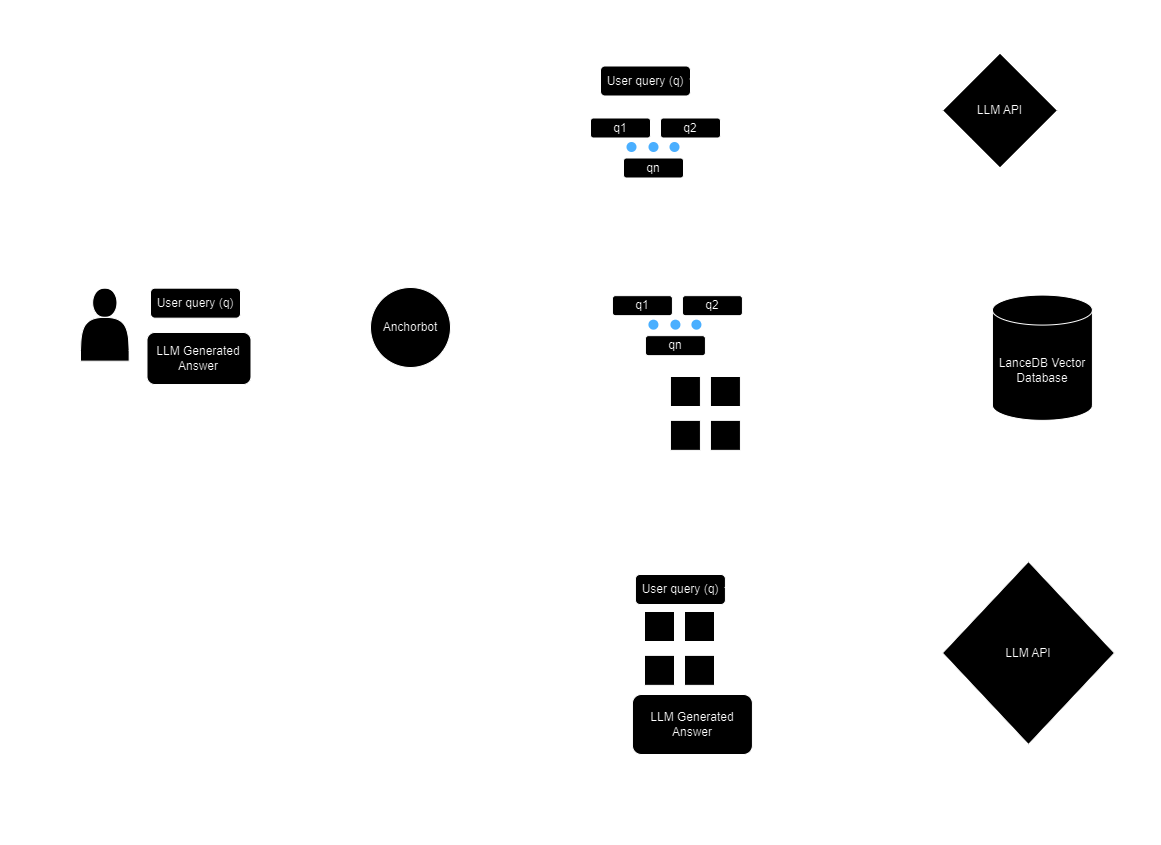 User query (q)
q1
q2
qn
LLM API
User query (q)
LLM Generated
Answer
Anchorbot
q1
q2
qn
LanceDB Vector
Database
User query (q)
LLM Generated
Answer
LLM API